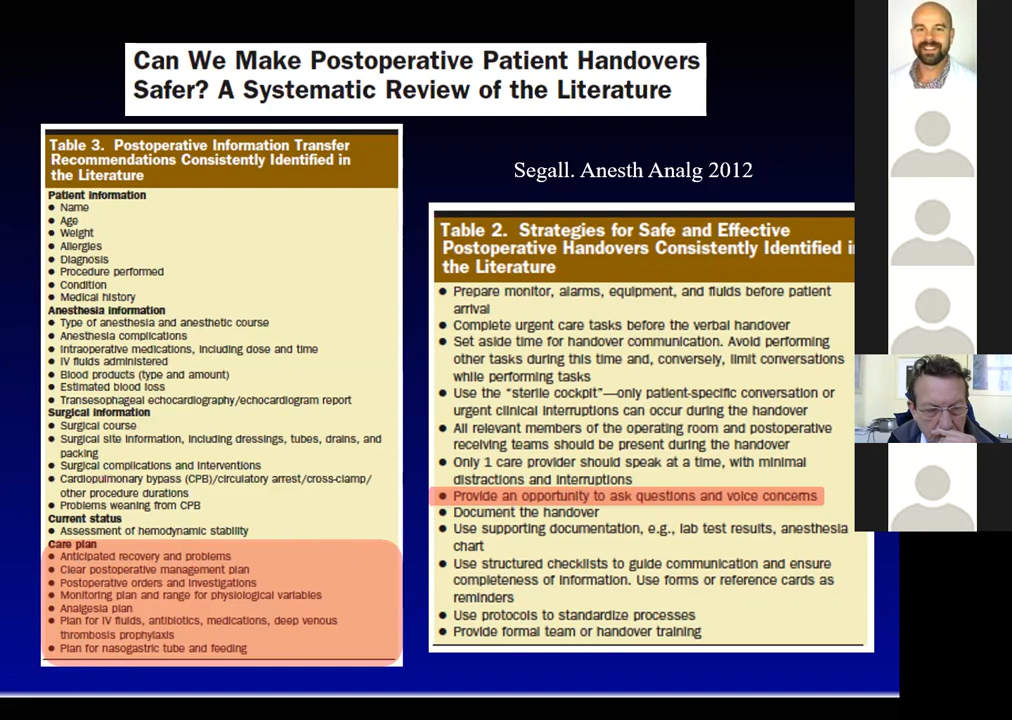 Can We Make Postoperative Patient Handovers
Safer? A Systematic Review of the Literature
Table 3. Postoperative Information Transfer
Recommendations Consistently Identified in
the Literature
Patient information
• Name
• Age
• Weight
• Allergies
• Diagnosis
• Procedure performed
• Condition
• Medical history
Anesthesia information
• Type of anesthesia and anesthetic course
• Anesthesia complications
• Intraoperative medications, including dose and time
• IV fluids administered
• Blood products (type and amount)
• Estimated blood loss
• Transesophageal echocardiography/echocardiogram report
Surgical information
• Surgical course
• Surgical site information, including dressings, tubes, drains, and
packing
• Surgical complications and interventions
• Cardiopulmonary bypass (CPB)/circulatory arrest/cross-clamp/
other procedure durations
• Problems weaning from CPB
Current status
• Assessment of hemodynamic stability
Care plan
• Anticipated recovery and problems
• Clear postoperative management plan
• Postoperative orders and investigations
• Monitoring plan and range for physiological variables
• Analgesia plan
• Plan for IV fluids, antibiotics, medications, deep venous
thrombosis prophylaxis
• Plan for nasogastric tube and feeding
Segall. Anesth Analg 2012
Table 2. Strategies for Safe and Effective
Postoperative Handovers Consistently Identified
the Literature
• Prepare monitor, alarms, equipment, and fluids before patient
arrival
• Complete urgent care tasks before the verbal handover
• Set aside time for handover communication. Avoid performing
other tasks during this time and, conversely, limit conversations
while performing tasks
• Use the "sterile cockpit"—only patient-specific conversation or
urgent clinical interruptions can occur during the handover
• All relevant members of the operating room and postoperative
receiving teams should be present during the handover
• Only 1 care provider should speak at a time, with minimal
distractions and interruptions
• Provide an opportunity to ask questions and voice concerns
• Document the handover
• Use supporting documentation, e.g., lab test results, anesthesia
chart
• Use structured checklists to guide communication and ensure
completeness of information. Use forms or reference cards as
reminders
• Use protocols to standardize processes
• Provide formal team or handover training